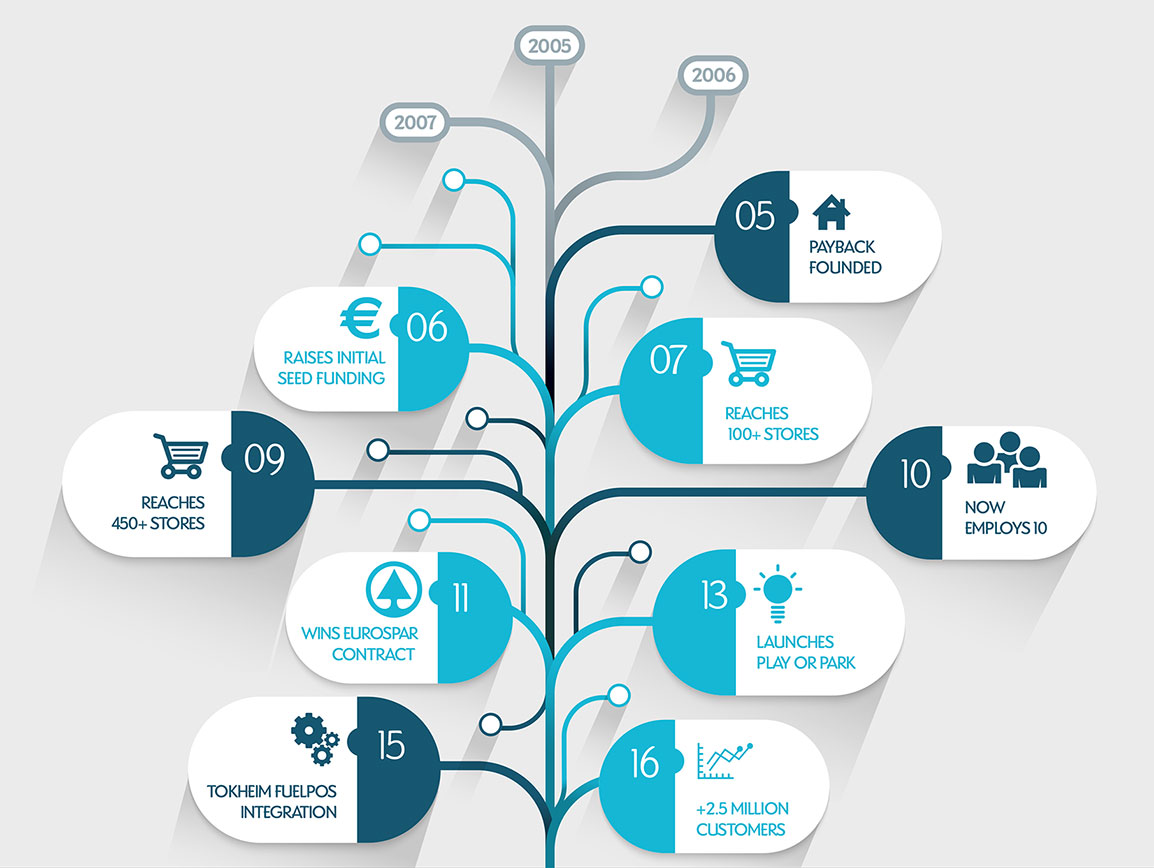 2005
2006
2007
05
PAYBACK
FOUNDED
06
RAISES INITIAL
SEED FUNDING
07
REACHES
100+ STORES
09
REACHES
450+ STORES
10
NOW
EMPLOYS 10
11
WINS EUROSPAR
CONTRACT
13
LAUNCHES
PLAY OR PARK
15
TOKHEIM FUELPOS
INTEGRATION
16
+2.5 MILLION
CUSTOMERS